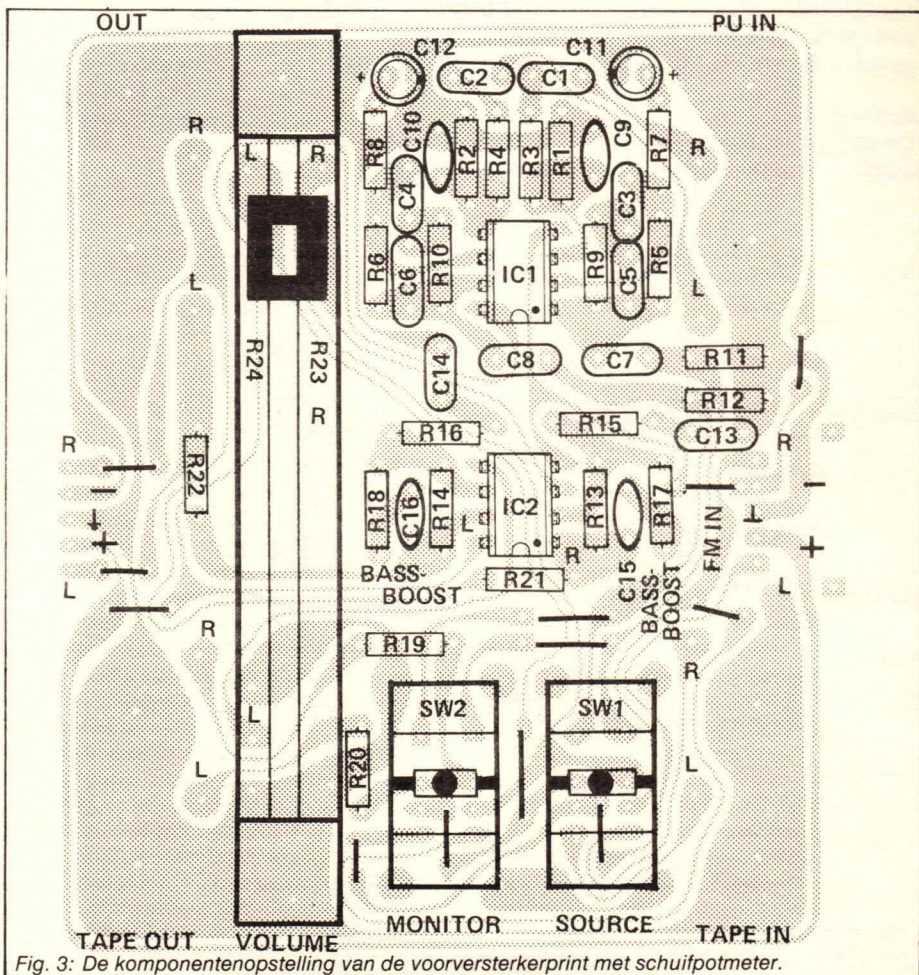 OUT
PU IN
C12
C2
C1
C11
+
+
R
L
R
R8
C10
R2
R4
R3
R1
C9
R7
R
C4
C3
L
R6
C6
R10
IC1
R9
C5
R5
L
R24
R23
C14
C8
C7
R11
R12
R
R16
R15
C13
R
R
R22
R18
C16
R14
L
IC2
R13
C15
R17
FM IN
-
L
+
-
+
L
R
R21
L
BASS-
BOOST
BASS-
BOOST
R
R19
R
L
SW2
SW1
L
R20
L
MONITOR
SOURCE
TAPE OUT
VOLUME
TAPE IN
Fig. 3: De komponentenopstelling van de voorversterkerprint met schuifpotmeter.